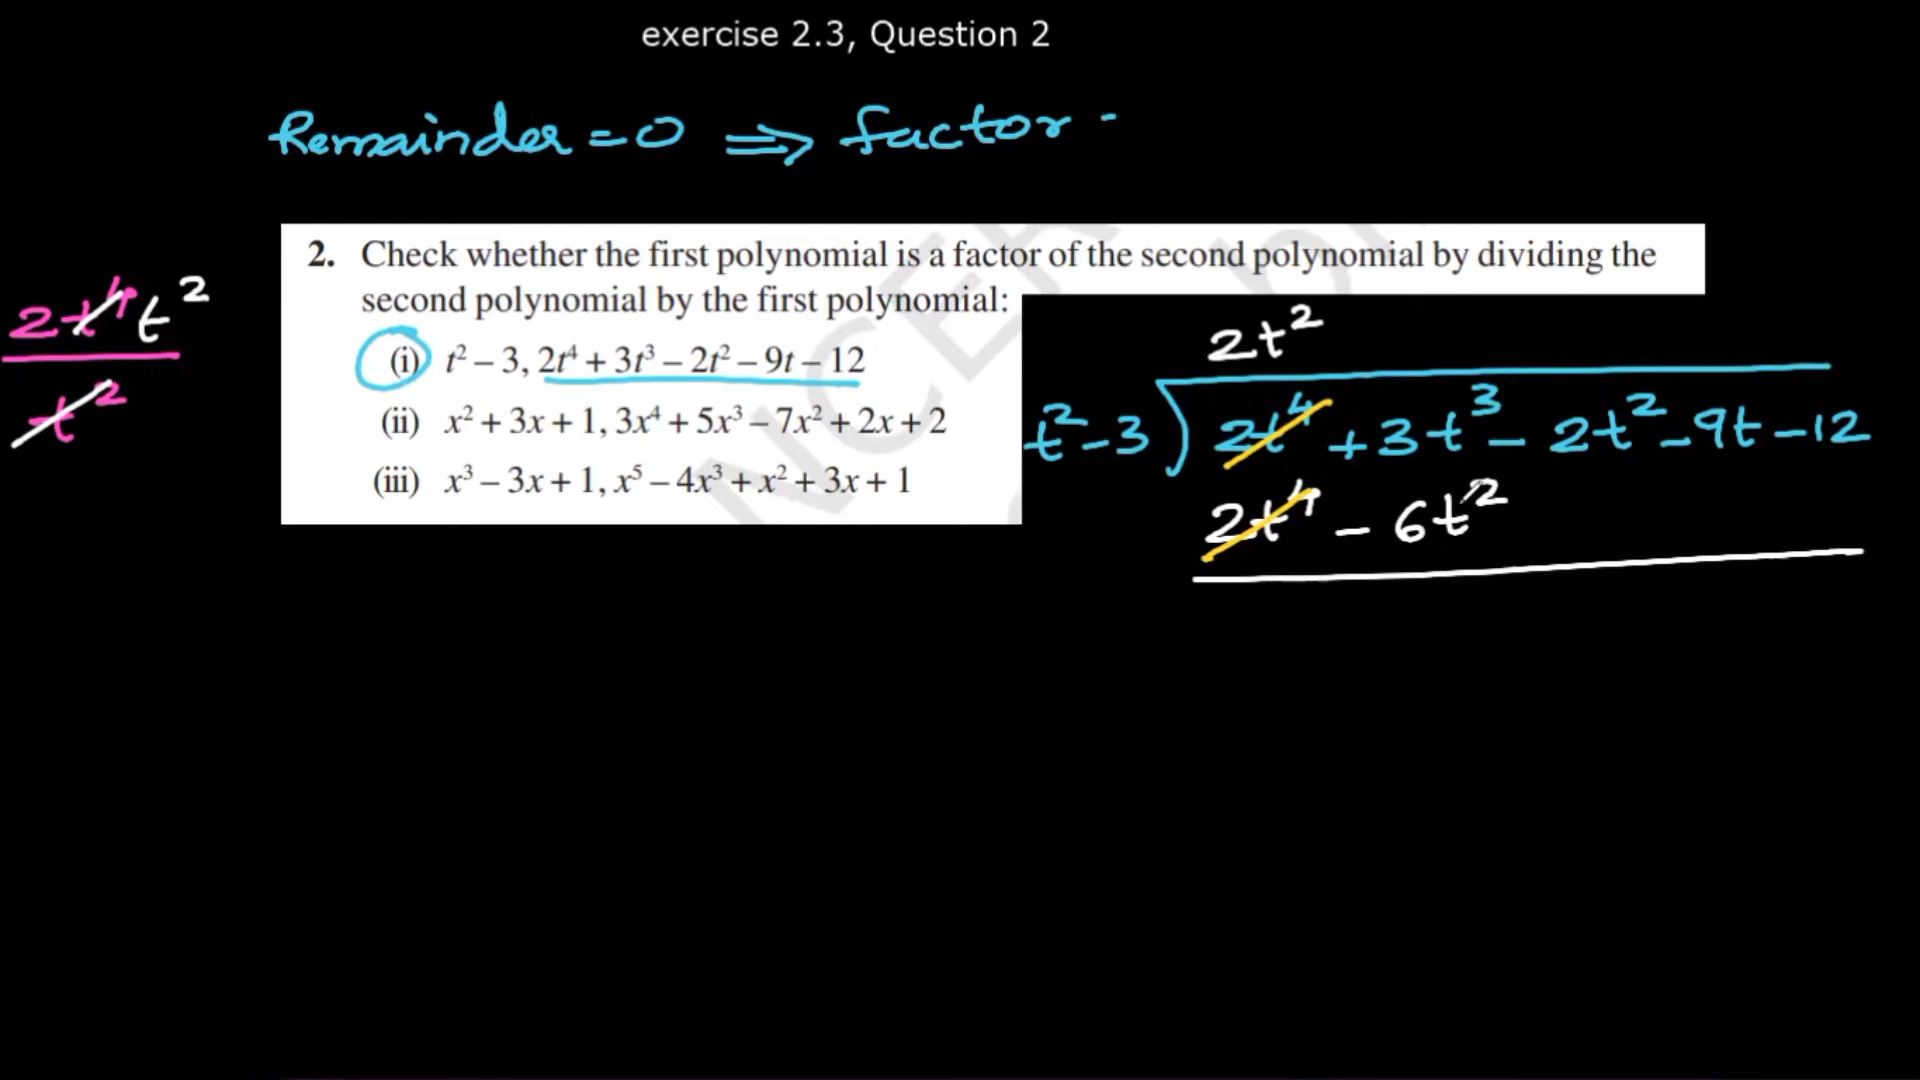 exercise 2.3, Question 2
Remainder = 0 ⇒ factor -
2. Check whether the first polynomial is a factor of the second polynomial by dividing the
second polynomial by the first polynomial:
(i) t² – 3, 2t⁴ + 3t³ – 2t² – 9t – 12
(ii) x² + 3x + 1, 3x⁴ + 5x³ – 7x² + 2x + 2
(iii) x³ – 3x + 1, x⁵ – 4x³ + x² + 3x + 1
2t⁴ t²
t²
2t²
t² - 3 ) 2t⁴ + 3t³ - 2t² - 9t - 12
2t⁴ - 6t²